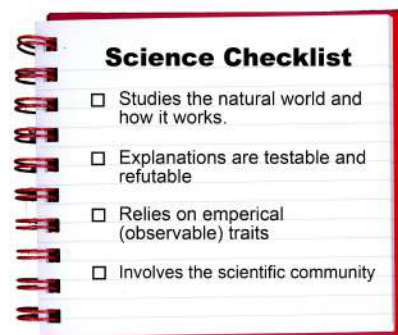 Science Checklist
☐ Studies the natural world and
how it works.
☐ Explanations are testable and
refutable
☐ Relies on emperical
(observable) traits
☐ Involves the scientific community